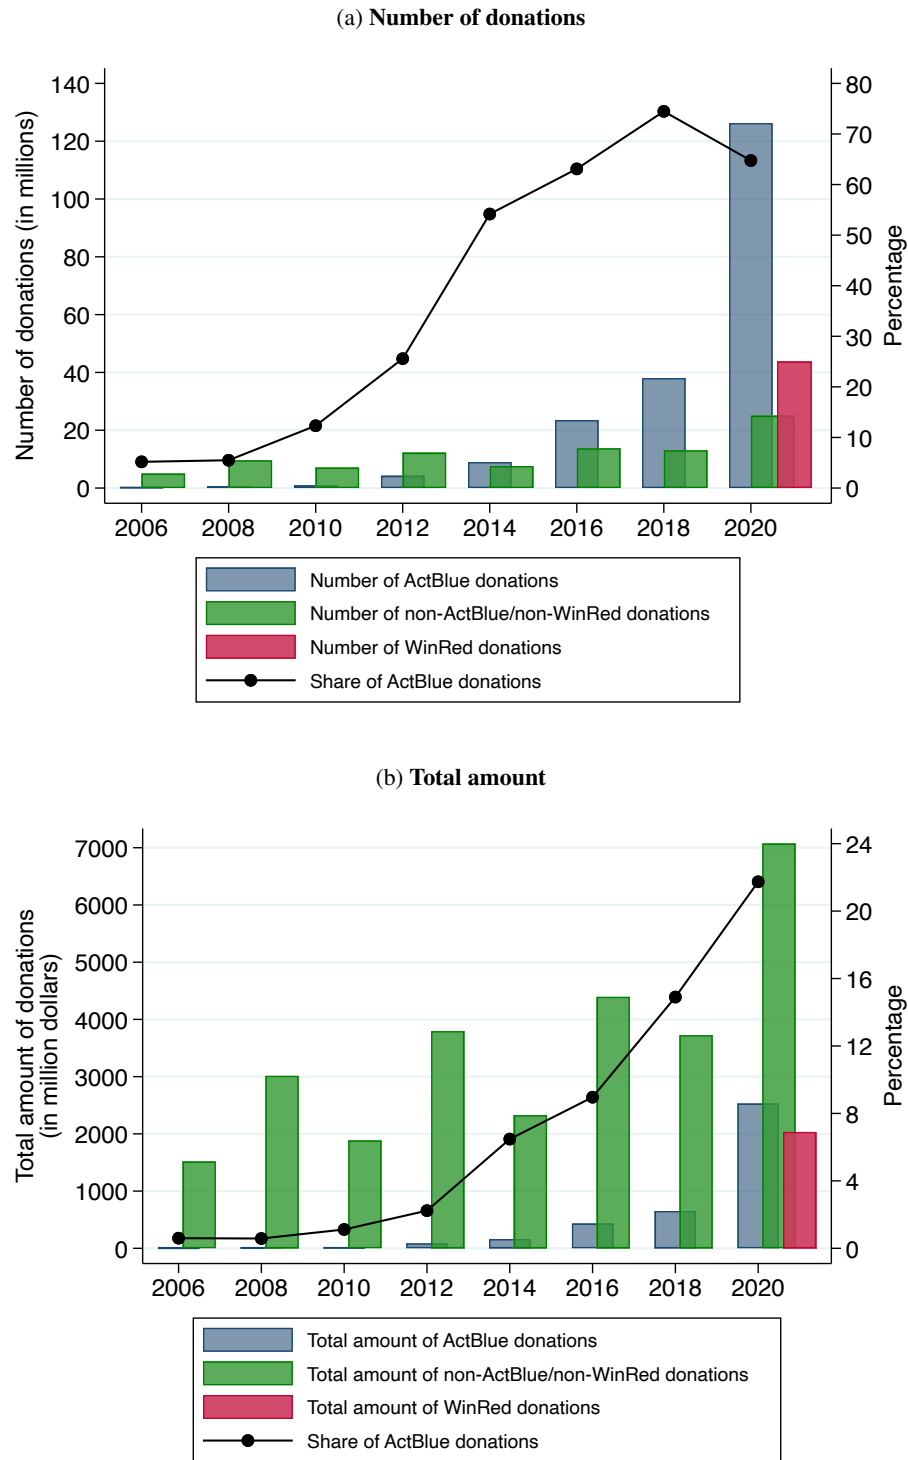 (a) Number of donations
Number of donations (in millions)
140
120
100
80
60
40
20
0
80
70
60
50
40
30
20
10
0
Percentage
2006 2008 2010 2012 2014 2016 2018 2020
Number of ActBlue donations
Number of non-ActBlue/non-WinRed donations
Number of WinRed donations
Share of ActBlue donations
(b) Total amount
Total amount of donations
(in million dollars)
7000
6000
5000
4000
3000
2000
1000
0
24
20
16
12
8
4
0
Percentage
2006 2008 2010 2012 2014 2016 2018 2020
Total amount of ActBlue donations
Total amount of non-ActBlue/non-WinRed donations
Total amount of WinRed donations
Share of ActBlue donations